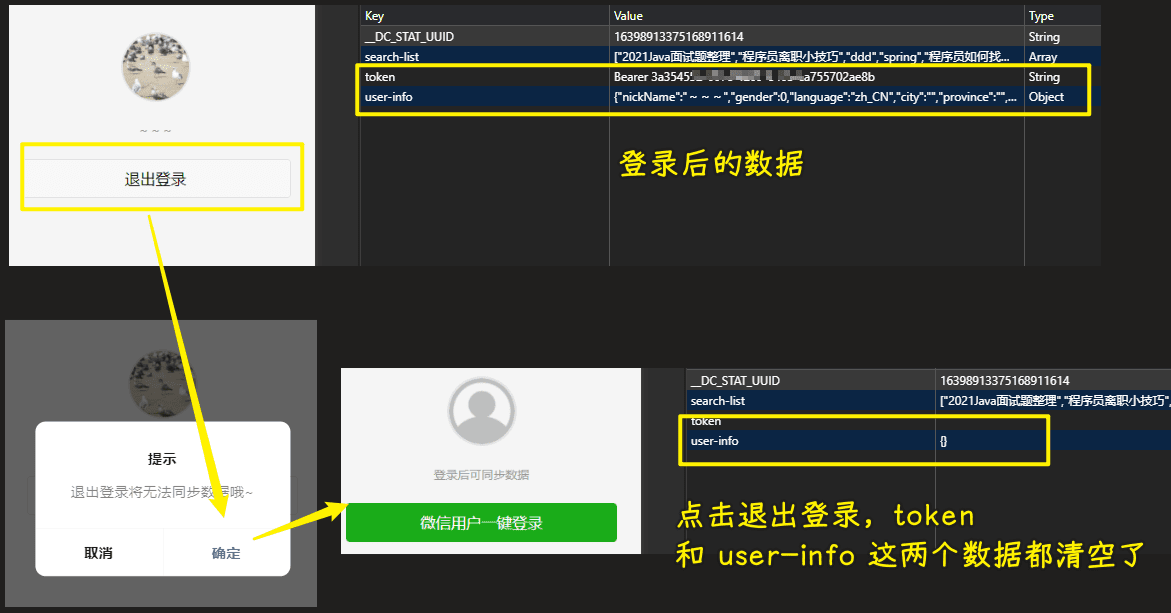 Key Value Type
__DC_STAT_UUID 16398913375168911614 String
search-list ["2021Java面试题整理","程序员离职小技巧","ddd","spring","程序员如何找... Array
token Bearer 3a3545 a755702ae8b String
user-info {"nickName":"~ ~ ~","gender":0,"language":"zh_CN","city":"","province":"",... Object
~ ~ ~
退出登录
登录后的数据
提示
退出登录将无法同步数据哦~
取消 确定
登录后可同步数据
微信用户一键登录
__DC_STAT_UUID 16398913375168911614
search-list ["2021Java面试题整理","程序员离职小技巧",
token
user-info {}
点击退出登录，token
和 user-info 这两个数据都清空了